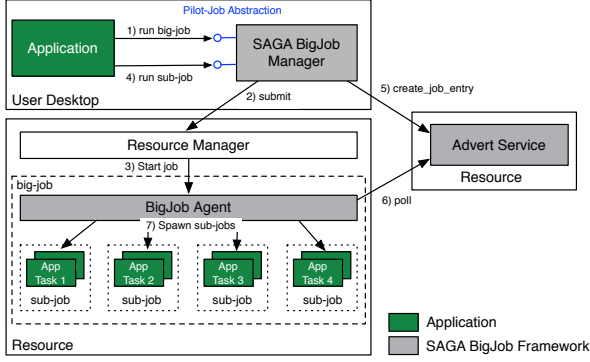 Pilot-Job Abstraction
1) run big-job
Application
SAGA BigJob
Manager
4) run sub-job
User Desktop
2) submit
5) create_job_entry
Resource Manager
Advert Service
3) Start job
Resource
big-job
BigJob Agent
6) poll
7) Spawn sub-jobs
App
Task 1
App
Task 2
App
Task 3
App
Task 4
sub-job
sub-job
sub-job
sub-job
Application
Resource
SAGA BigJob Framework